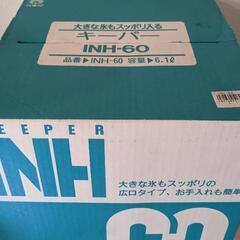 大きな氷もスッポリ入る
キーパー
INH-60
品番▶INH-60 容量▶6.1ℓ
EEPER
INH
大きな氷もスッポリの
広口タイプ、お手入れも簡単
60